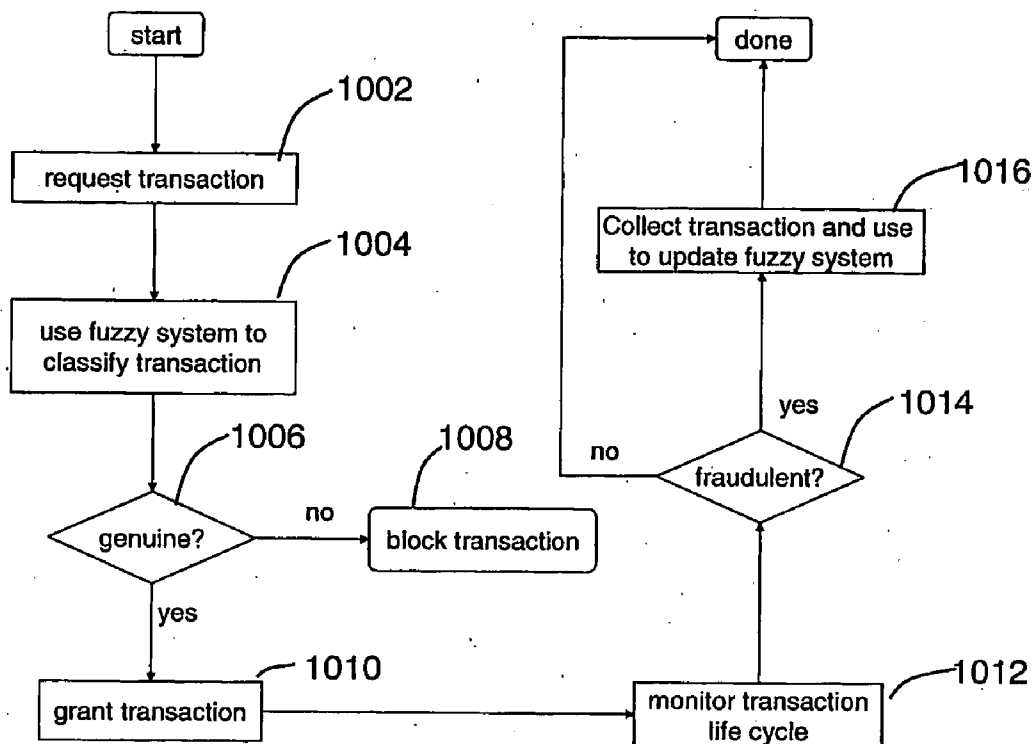 start
1002
request transaction
1004
use fuzzy system to
classify transaction
1006
genuine?
no
1008
block transaction
yes
1010
grant transaction
1012
monitor transaction
life cycle
1014
fraudulent?
no
yes
1016
Collect transaction and use
to update fuzzy system
done